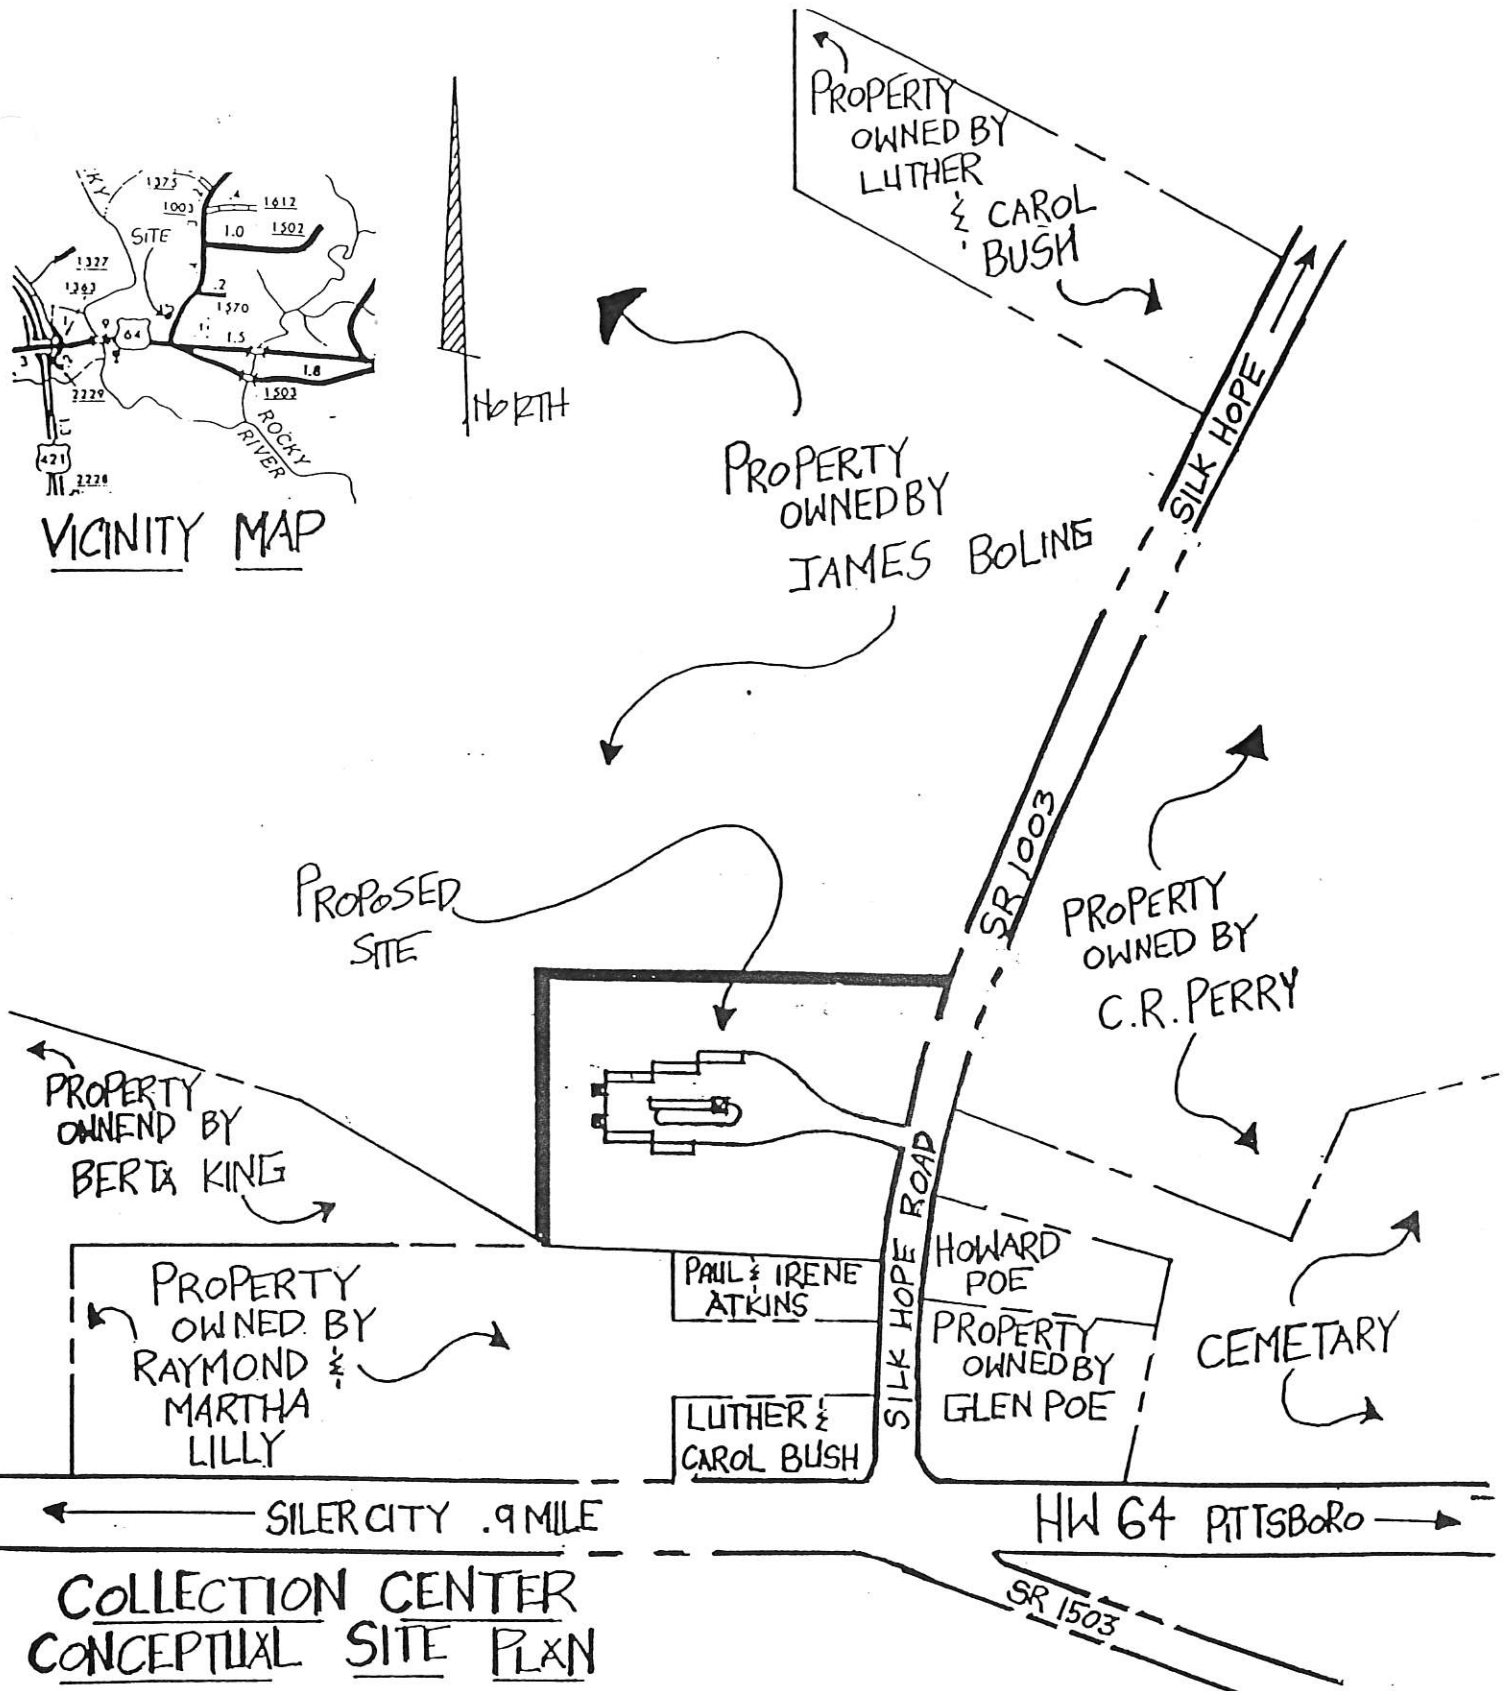 PROPERTY
OWNED BY
LUTHER
& CAROL
BUSH
1375
1003
.4
1612
1.0
1502
SITE
1327
1363
.2
1570
9
64
1.5
3
1.8
2229
1503
ROCKY
RIVER
421
2228
VICINITY MAP
NORTH
PROPERTY
OWNED BY
JAMES BOLING
SILK HOPE
SR 1003
PROPOSED
SITE
PROPERTY
OWNED BY
C.R. PERRY
PROPERTY
OWNEND BY
BERTA KING
SILK HOPE ROAD
PROPERTY
OWNED BY
RAYMOND &
MARTHA
LILLY
PAUL & IRENE
ATKINS
HOWARD
POE
PROPERTY
OWNED BY
GLEN POE
CEMETARY
LUTHER &
CAROL BUSH
SILER CITY .9 MILE
HW 64 PITTSBORO
SR 1503
COLLECTION CENTER
CONCEPTUAL SITE PLAN